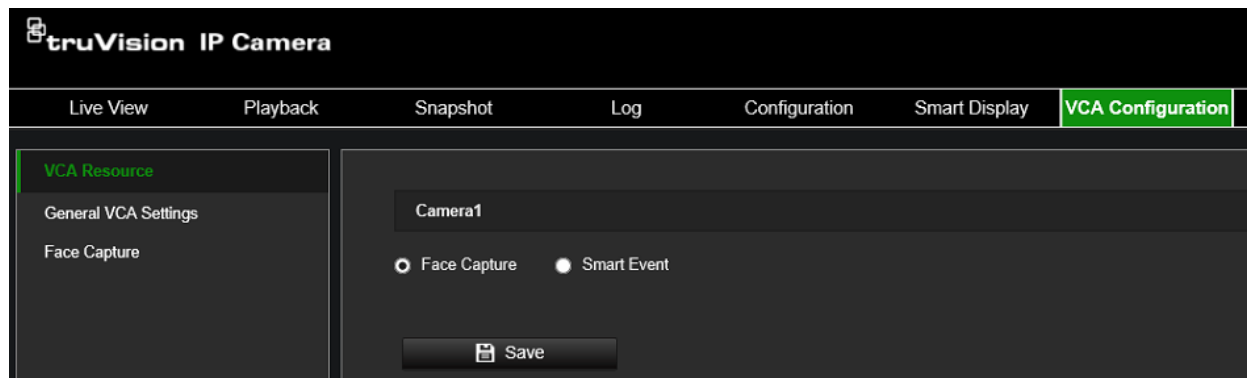 truVision IP Camera
Live View Playback Snapshot Log Configuration Smart Display VCA Configuration
VCA Resource
General VCA Settings
Face Capture
Camera1
Face Capture Smart Event
Save